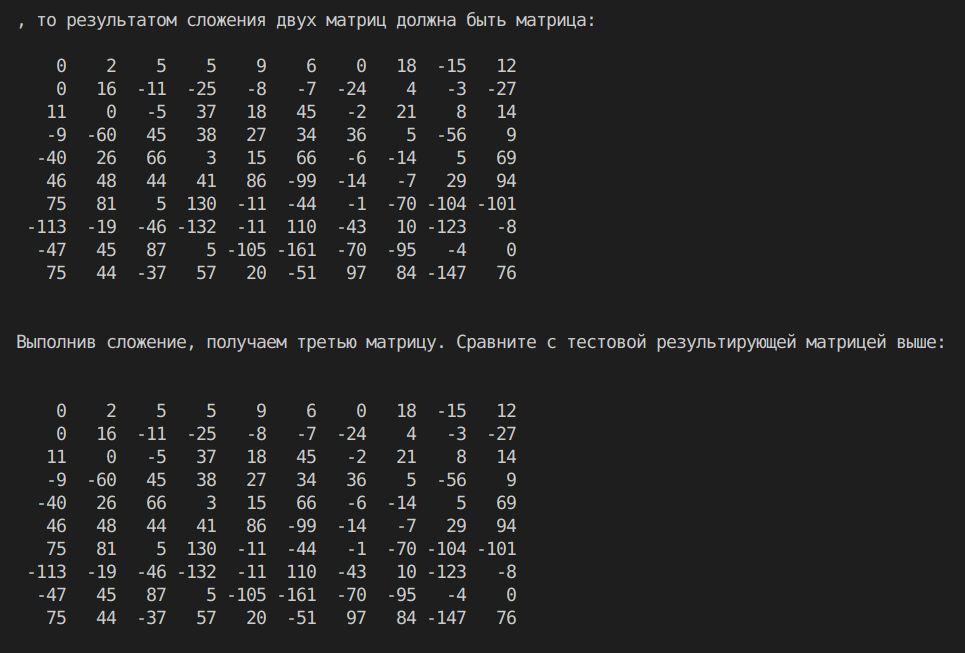 , то результатом сложения двух матриц должна быть матрица:
0 2 5 5 9 6 0 18 -15 12
0 16 -11 -25 -8 -7 -24 4 -3 -27
11 0 -5 37 18 45 -2 21 8 14
-9 -60 45 38 27 34 36 5 -56 9
-40 26 66 3 15 66 -6 -14 5 69
46 48 44 41 86 -99 -14 -7 29 94
75 81 5 130 -11 -44 -1 -70 -104 -101
-113 -19 -46 -132 -11 110 -43 10 -123 -8
-47 45 87 5 -105 -161 -70 -95 -4 0
75 44 -37 57 20 -51 97 84 -147 76
Выполнив сложение, получаем третью матрицу. Сравните с тестовой результирующей матрицей выше:
0 2 5 5 9 6 0 18 -15 12
0 16 -11 -25 -8 -7 -24 4 -3 -27
11 0 -5 37 18 45 -2 21 8 14
-9 -60 45 38 27 34 36 5 -56 9
-40 26 66 3 15 66 -6 -14 5 69
46 48 44 41 86 -99 -14 -7 29 94
75 81 5 130 -11 -44 -1 -70 -104 -101
-113 -19 -46 -132 -11 110 -43 10 -123 -8
-47 45 87 5 -105 -161 -70 -95 -4 0
75 44 -37 57 20 -51 97 84 -147 76